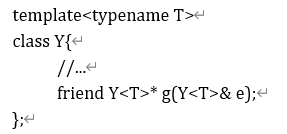 template<typename T>
class Y{
//...
friend Y<T>* g(Y<T>& e);
};